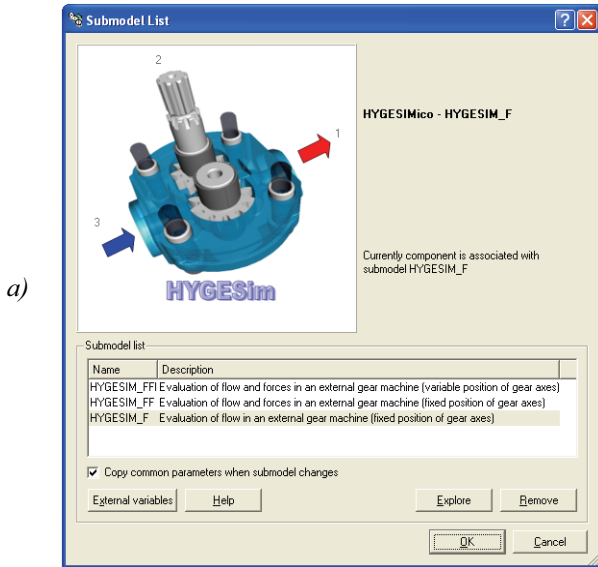 a)
Submodel List
2
1
3
HYGESim
HYGESIMico - HYGESIM_F
Currently component is associated with
submodel HYGESIM_F
Submodel list
Name Description
HYGESIM_FFI Evaluation of flow and forces in an external gear machine (variable position of gear axes)
HYGESIM_FF Evaluation of flow and forces in an external gear machine (fixed position of gear axes)
HYGESIM_F Evaluation of flow in an external gear machine (fixed position of gear axes)
Copy common parameters when submodel changes
External variables Help Explore Remove
OK Cancel